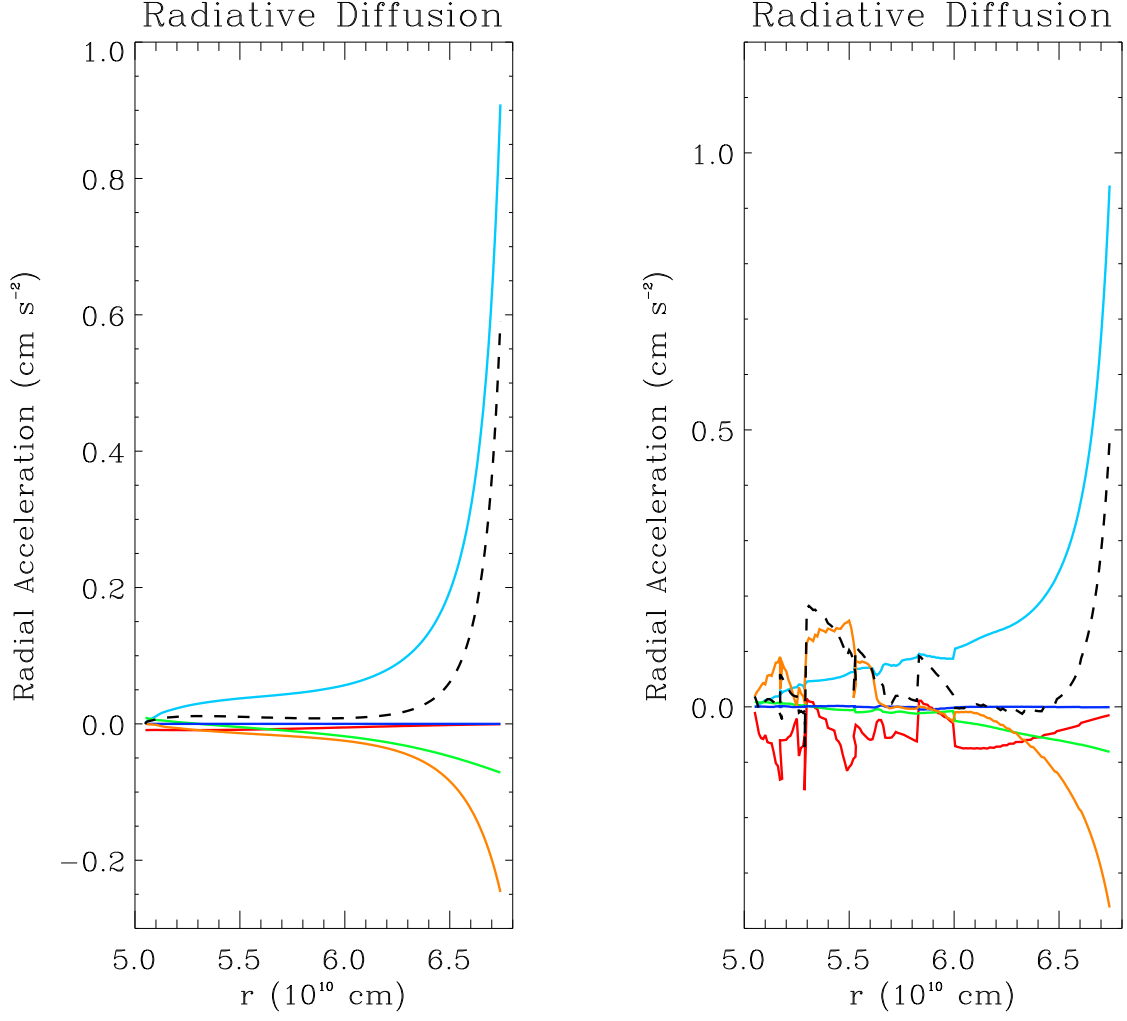 Radiative Diffusion
Radial Acceleration (cm s⁻²)
1.0
0.8
0.6
0.4
0.2
0.0
−0.2
5.0 5.5 6.0 6.5
r (10¹⁰ cm)
Radiative Diffusion
Radial Acceleration (cm s⁻²)
1.0
0.5
0.0
5.0 5.5 6.0 6.5
r (10¹⁰ cm)